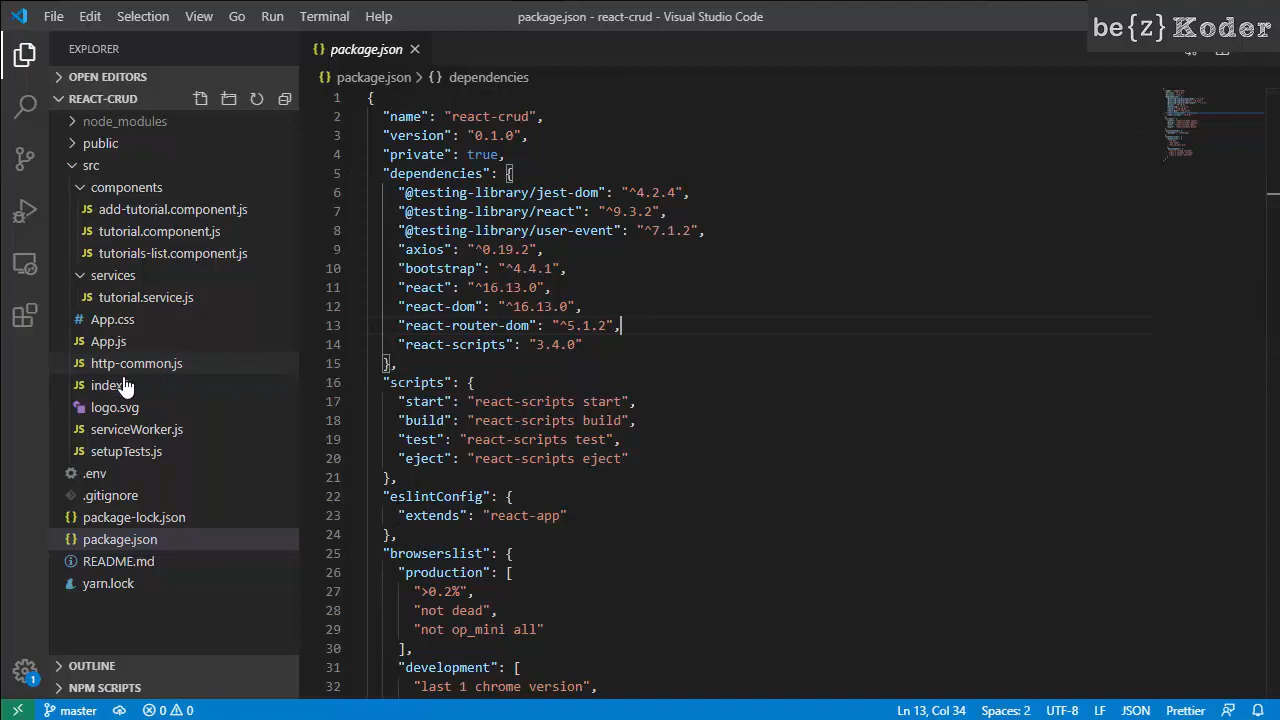 File Edit Selection View Go Run Terminal Help
package.json - react-crud - Visual Studio Code
be{z} Koder
EXPLORER
OPEN EDITORS
REACT-CRUD
node_modules
public
src
components
JS add-tutorial.component.js
JS tutorial.component.js
JS tutorials-list.component.js
services
JS tutorial.service.js
# App.css
JS App.js
JS http-common.js
JS index
logo.svg
JS serviceWorker.js
JS setupTests.js
.env
.gitignore
{} package-lock.json
{} package.json
README.md
yarn.lock
OUTLINE
NPM SCRIPTS
1
{} package.json
{} package.json > {} dependencies
1 {
2 "name": "react-crud",
3 "version": "0.1.0",
4 "private": true,
5 "dependencies": {
6 "@testing-library/jest-dom": "^4.2.4",
7 "@testing-library/react": "^9.3.2",
8 "@testing-library/user-event": "^7.1.2",
9 "axios": "^0.19.2",
10 "bootstrap": "^4.4.1",
11 "react": "^16.13.0",
12 "react-dom": "^16.13.0",
13 "react-router-dom": "^5.1.2",
14 "react-scripts": "3.4.0"
15 },
16 "scripts": {
17 "start": "react-scripts start",
18 "build": "react-scripts build",
19 "test": "react-scripts test",
20 "eject": "react-scripts eject"
21 },
22 "eslintConfig": {
23 "extends": "react-app"
24 },
25 "browserslist": {
26 "production": [
27 ">0.2%",
28 "not dead",
29 "not op_mini all"
30 ],
31 "development": [
32 "last 1 chrome version",
master 0 0
Ln 13, Col 34 Spaces: 2 UTF-8 LF JSON Prettier